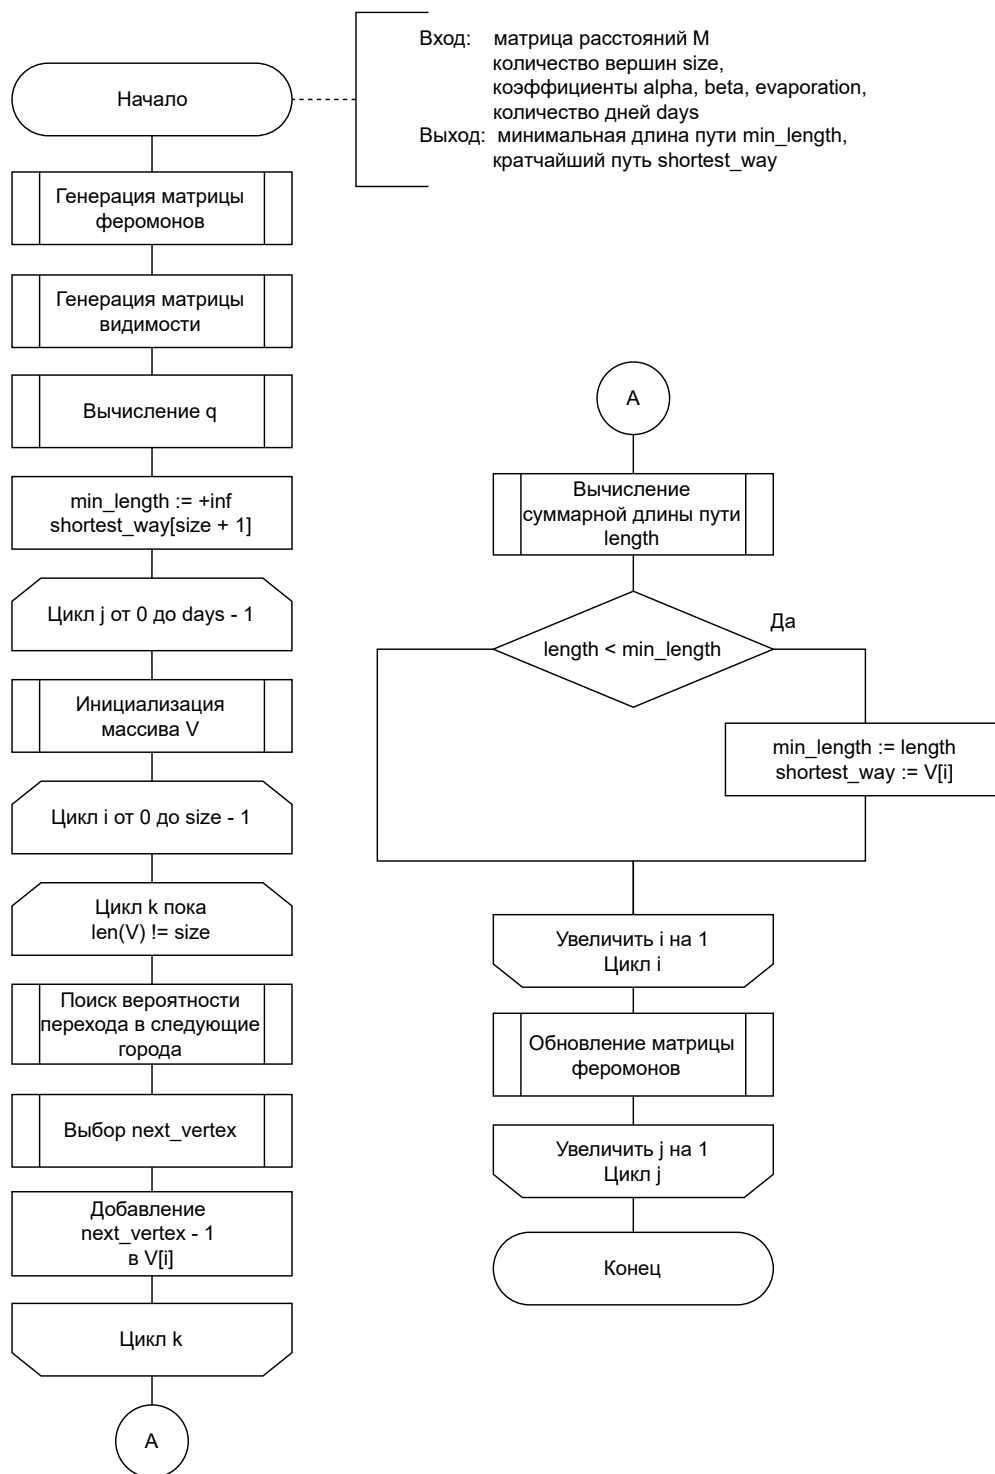 Вход: матрица расстояний M
количество вершин size,
коэффициенты alpha, beta, evaporation,
количество дней days
Выход: минимальная длина пути min_length,
кратчайший путь shortest_way
Начало
Генерация матрицы
феромонов
Генерация матрицы
видимости
Вычисление q
min_length := +inf
shortest_way[size + 1]
Цикл j от 0 до days - 1
Инициализация
массива V
Цикл i от 0 до size - 1
Цикл k пока
len(V) != size
Поиск вероятности
перехода в следующие
города
Выбор next_vertex
Добавление
next_vertex - 1
в V[i]
Цикл k
A
A
Вычисление
суммарной длины пути
length
length < min_length
Да
min_length := length
shortest_way := V[i]
Увеличить i на 1
Цикл i
Обновление матрицы
феромонов
Увеличить j на 1
Цикл j
Конец